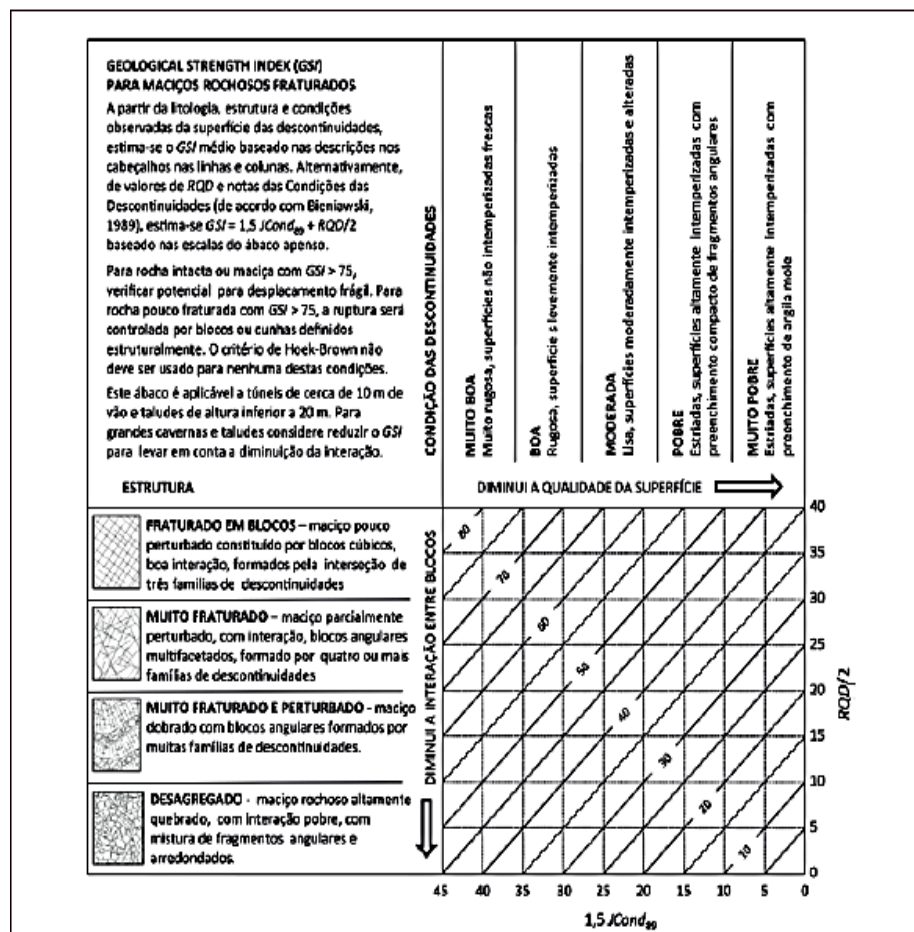 GEOLOGICAL STRENGTH INDEX (GSI)
PARA MACIÇOS ROCHOSOS FRATURADOS
A partir da litologia, estrutura e condições
observadas da superfície das descontinuidades,
estima-se o GSI médio baseado nas descrições nos
cabeçalhos nas linhas e colunas. Alternativamente,
de valores de RQD e notas das Condições das
Descontinuidades (de acordo com Bieniawski,
1989), estima-se GSI = 1,5 JCond89 + RQD/2
baseado nas escalas do ábaco apenso.
Para rocha intacta ou maciça com GSI > 75,
verificar potencial para desplacamento frágil. Para
rocha pouco fraturada com GSI > 75, a ruptura será
controlada por blocos ou cunhas definidos
estruturalmente. O critério de Hoek-Brown não
deve ser usado para nenhuma destas condições.
Este ábaco é aplicável a túneis de cerca de 10 m de
vão e taludes de altura inferior a 20 m. Para
grandes cavernas e taludes considere reduzir o GSI
para levar em conta a diminuição da interação.
CONDIÇÃO DAS DESCONTINUIDADES
MUITO BOA
Muito rugosa, superfícies não intemperizadas frescas
BOA
Rugosa, superfície s levemente intemperizadas
MODERADA
Lisa, superfícies moderadamente intemperizadas e alteradas
POBRE
Estriadas, superfícies altamente intemperizadas com
preenchimento compacto de fragmentos angulares
MUITO POBRE
Estriadas, superfícies altamente intemperizadas com
preenchimento de argila mole
ESTRUTURA
DIMINUI A QUALIDADE DA SUPERFÍCIE
FRATURADO EM BLOCOS – maciço pouco
perturbado constituído por blocos cúbicos,
boa interação, formados pela interseção de
três famílias de descontinuidades
MUITO FRATURADO – maciço parcialmente
perturbado, com interação, blocos angulares
multifacetados, formado por quatro ou mais
famílias de descontinuidades
MUITO FRATURADO E PERTURBADO - maciço
dobrado com blocos angulares formados por
muitas famílias de descontinuidades.
DESAGREGADO - maciço rochoso altamente
quebrado, com interação pobre, com
mistura de fragmentos angulares e
arredondados.
DIMINUI A INTERAÇÃO ENTRE BLOCOS
80
70
60
50
40
30
20
10
40
35
30
25
20
15
10
5
0
RQD/2
45 40 35 30 25 20 15 10 5 0
1,5 JCond89